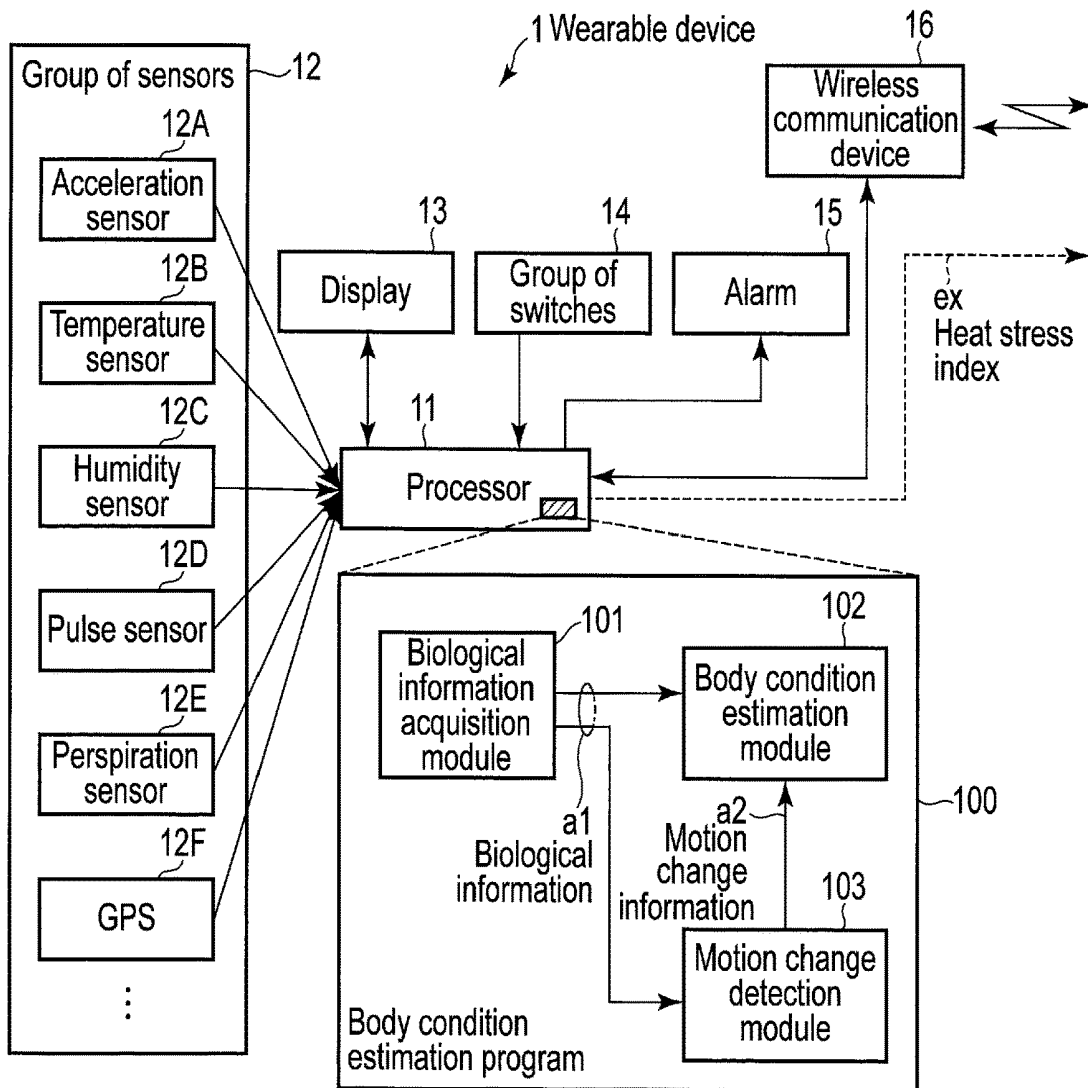 1 Wearable device
16
Wireless
communication
device
Group of sensors
12
12A
Acceleration
sensor
12B
Temperature
sensor
12C
Humidity
sensor
12D
Pulse sensor
12E
Perspiration
sensor
12F
GPS
⋮
13
Display
14
Group of
switches
15
Alarm
ex
Heat stress
index
11
Processor
101
Biological
information
acquisition
module
102
Body condition
estimation
module
a1
Biological
information
a2
Motion
change
information
103
Motion change
detection
module
100
Body condition
estimation program